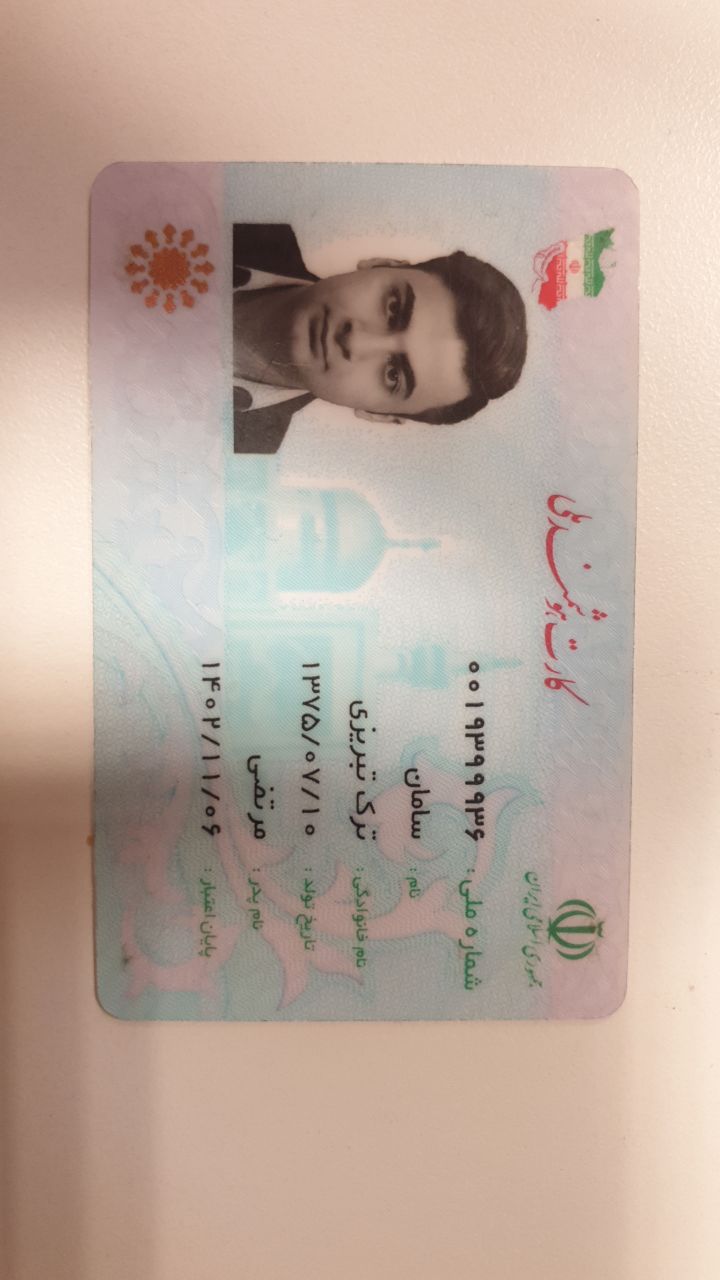 جمهوری اسلامی ایران
کارت هوشمند ملی
شماره ملی: ۰۰۱۹۳۹۹۹۳۶
نام: سامان
نام خانوادگی: ترک تبریزی
تاریخ تولد: ۱۳۷۵/۰۷/۱۰
نام پدر: مرتضی
پایان اعتبار: ۱۴۰۲/۱۱/۰۶